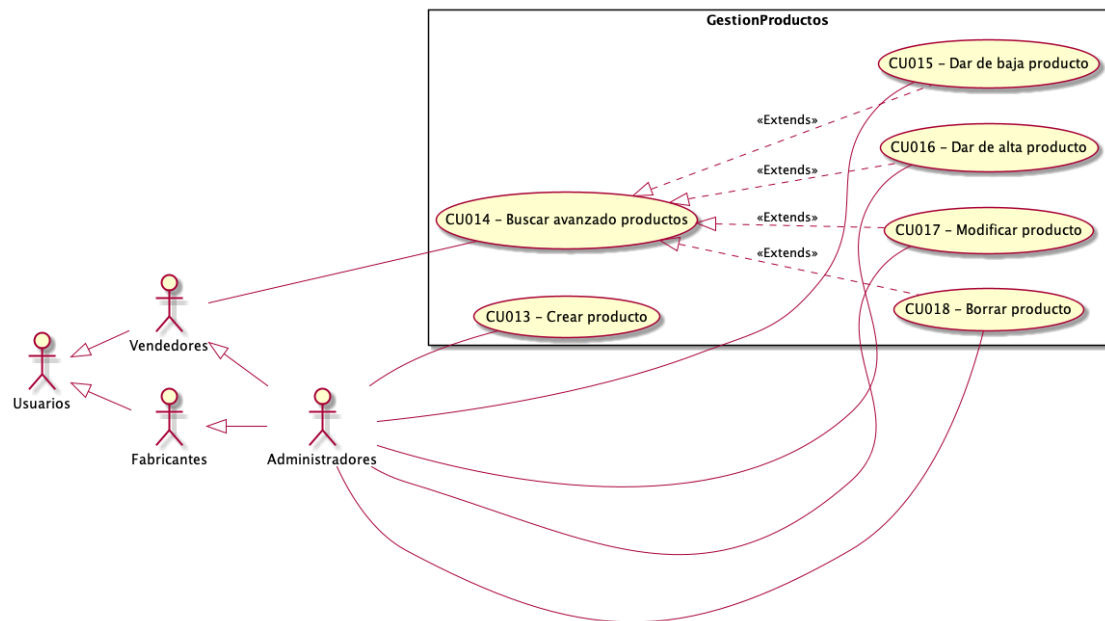 GestionProductos
CU015 – Dar de baja producto
«Extends»
CU016 – Dar de alta producto
«Extends»
CU014 – Buscar avanzado productos
«Extends»
CU017 – Modificar producto
«Extends»
CU018 – Borrar producto
CU013 – Crear producto
Vendedores
Usuarios
Fabricantes
Administradores